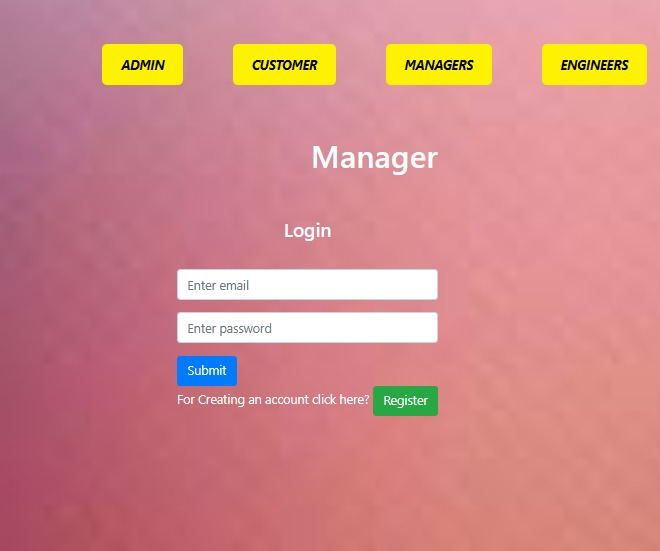 ADMIN CUSTOMER MANAGERS ENGINEERS
Manager
Login
Enter email
Enter password
Submit
For Creating an account click here? Register